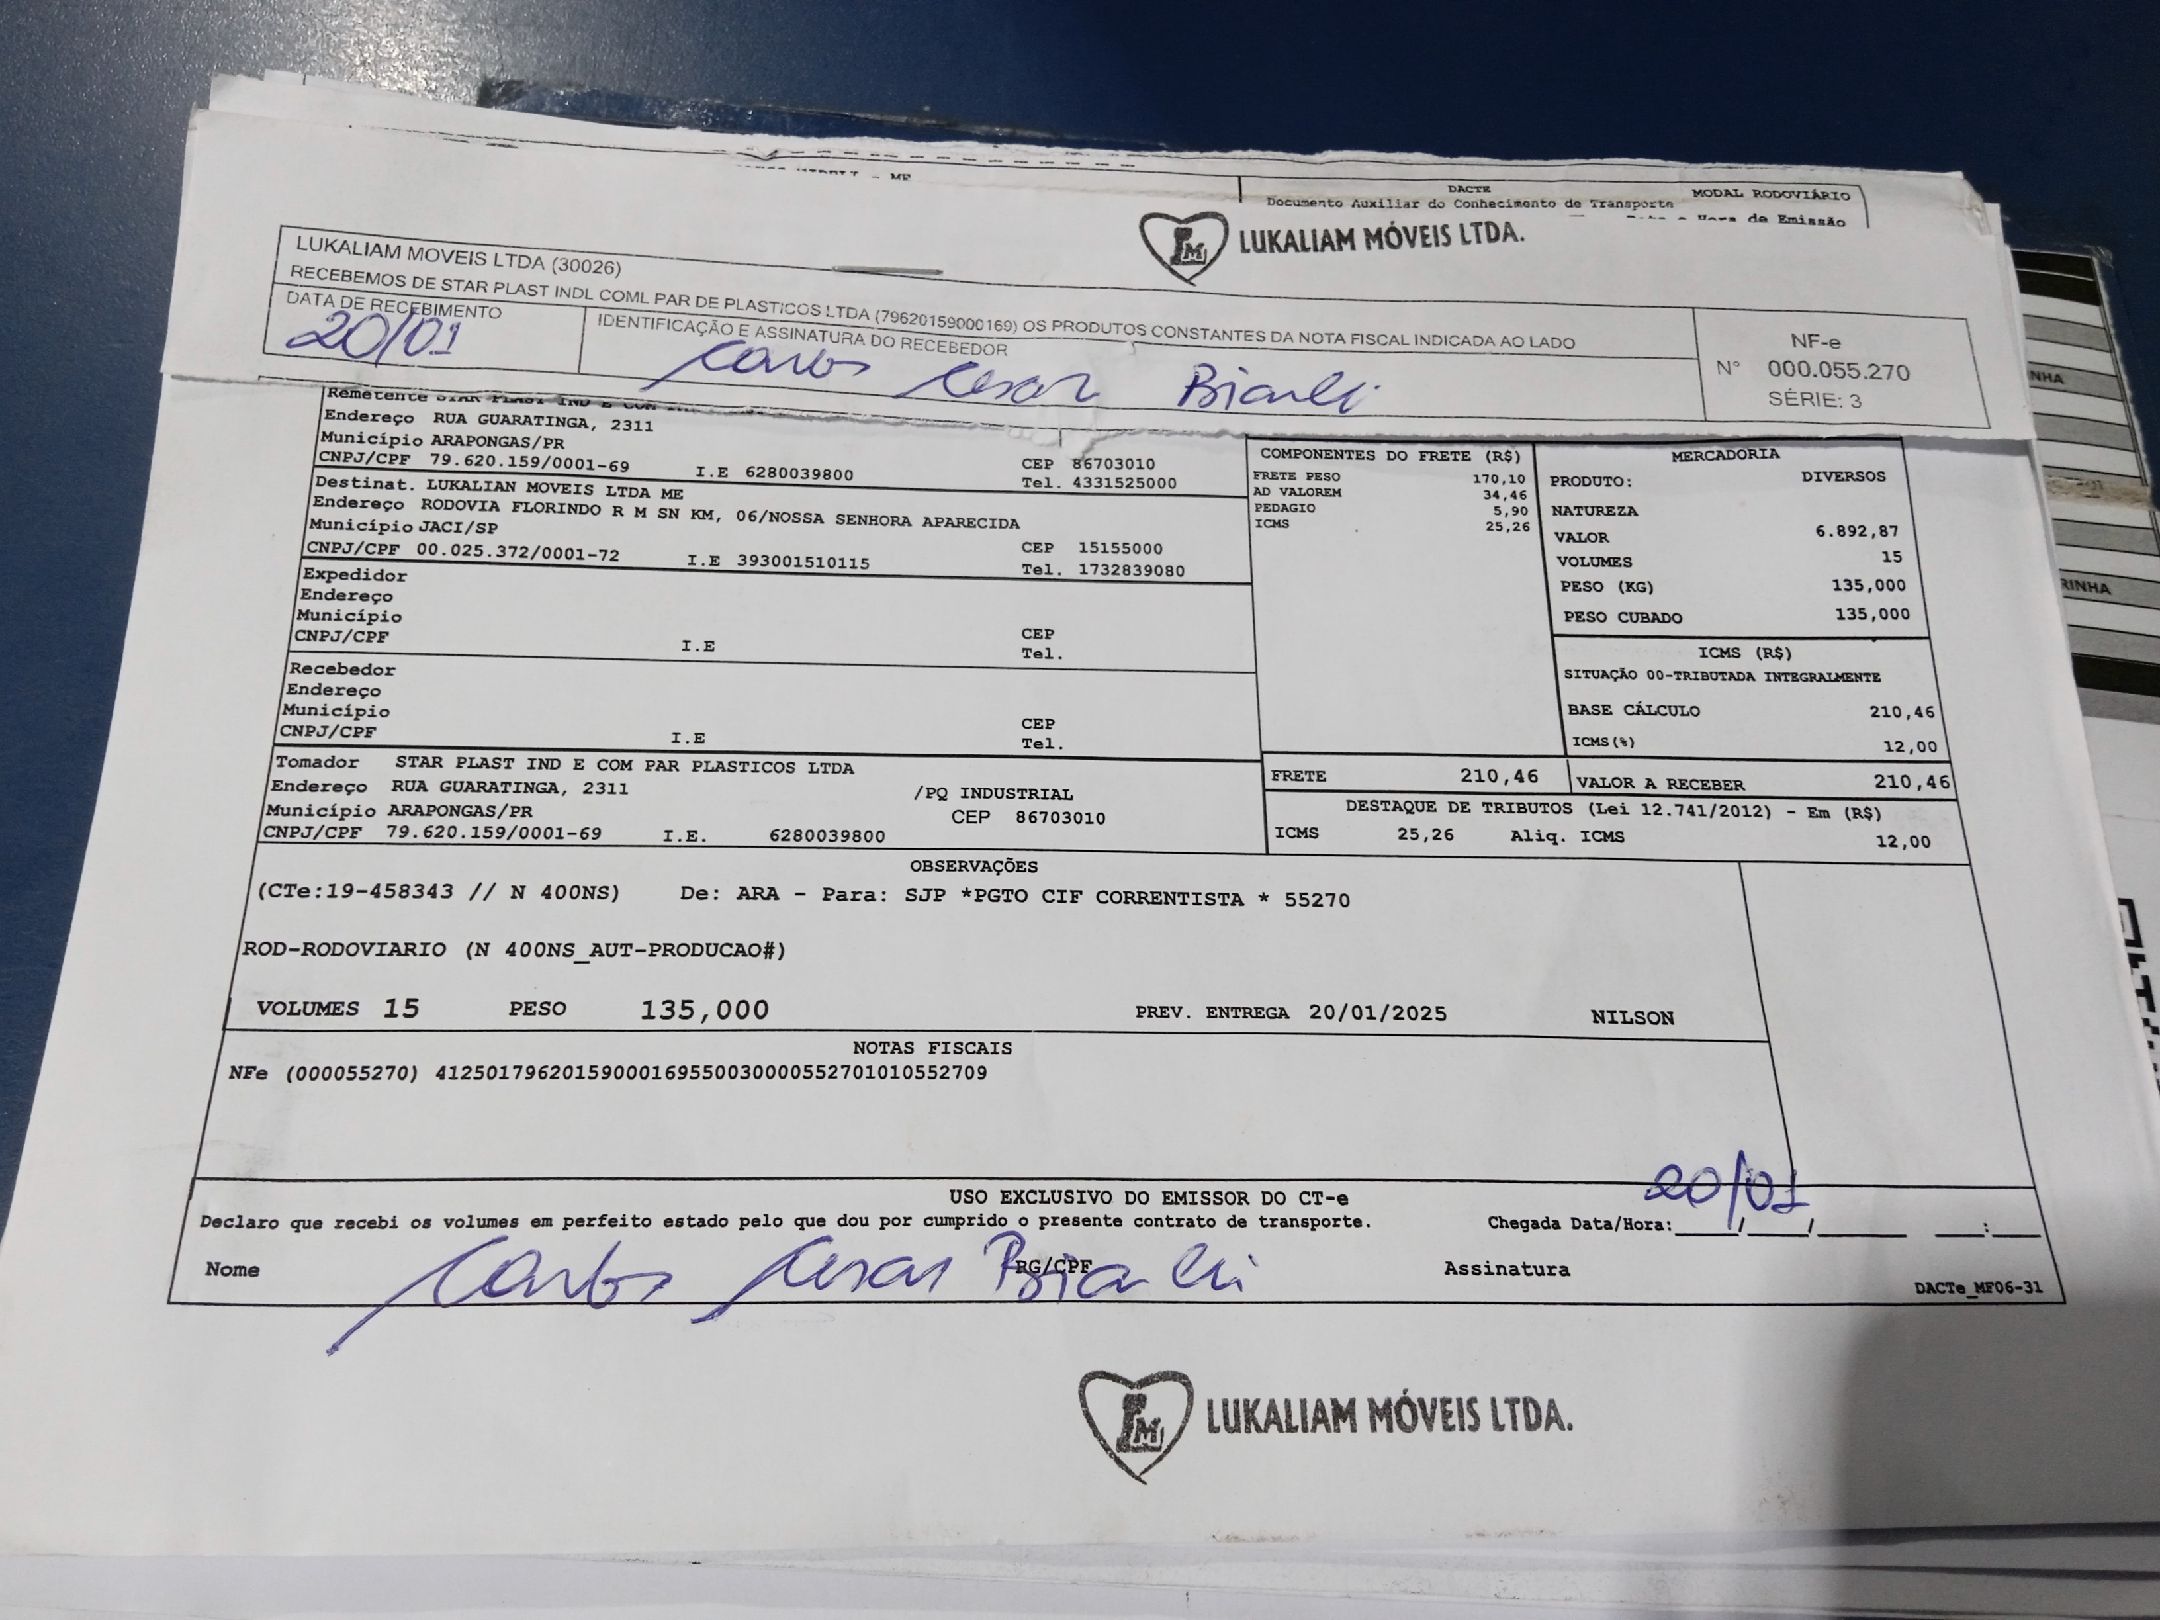 DACTE
MODAL RODOVIÁRIO
Documento Auxiliar do Conhecimento de Transporte
Hora de Emissão
LUKALIAM MÓVEIS LTDA.
LUKALIAM MOVEIS LTDA (30026)
RECEBEMOS DE STAR PLAST INDL COML PAR DE PLASTICOS LTDA (79620159000169) OS PRODUTOS CONSTANTES DA NOTA FISCAL INDICADA AO LADO
DATA DE RECEBIMENTO
20/01
IDENTIFICAÇÃO E ASSINATURA DO RECEBEDOR
Carlos Cesar
NF-e
N° 000.055.270
SÉRIE: 3
Remetente STAR PLAST IND E COM
Endereço RUA GUARATINGA, 2311
Município ARAPONGAS/PR
CEP 86703010
CNPJ/CPF 79.620.159/0001-69 I.E 6280039800 Tel. 4331525000
Destinat. LUKALIAN MOVEIS LTDA ME
Endereço RODOVIA FLORINDO R M SN KM, 06/NOSSA SENHORA APARECIDA
Município JACI/SP
CEP 15155000
CNPJ/CPF 00.025.372/0001-72 I.E 393001510115 Tel. 1732839080
Expedidor
Endereço
Município
CEP
CNPJ/CPF I.E Tel.
Recebedor
Endereço
Município
CEP
CNPJ/CPF I.E Tel.
Tomador STAR PLAST IND E COM PAR PLASTICOS LTDA
Endereço RUA GUARATINGA, 2311 /PQ INDUSTRIAL
Município ARAPONGAS/PR CEP 86703010
CNPJ/CPF 79.620.159/0001-69 I.E. 6280039800
COMPONENTES DO FRETE (R$)
FRETE PESO 170,10
AD VALOREM 34,46
PEDAGIO 5,90
ICMS 25,26
MERCADORIA
PRODUTO: DIVERSOS
NATUREZA
VALOR 6.892,87
VOLUMES 15
PESO (KG) 135,000
PESO CUBADO 135,000
ICMS (R$)
SITUAÇÃO 00-TRIBUTADA INTEGRALMENTE
BASE CÁLCULO 210,46
ICMS(%) 12,00
FRETE 210,46 VALOR A RECEBER 210,46
DESTAQUE DE TRIBUTOS (Lei 12.741/2012) - Em (R$)
ICMS 25,26 Aliq. ICMS 12,00
OBSERVAÇÕES
(CTe:19-458343 // N 400NS) De: ARA - Para: SJP *PGTO CIF CORRENTISTA * 55270
ROD-RODOVIARIO (N 400NS_AUT-PRODUCAO#)
VOLUMES 15 PESO 135,000 PREV. ENTREGA 20/01/2025 NILSON
NOTAS FISCAIS
NFe (000055270) 41250179620159000169550030000552701010552709
USO EXCLUSIVO DO EMISSOR DO CT-e
Declaro que recebi os volumes em perfeito estado pelo que dou por cumprido o presente contrato de transporte.
Chegada Data/Hora: 20/01
Nome Carlos Cesar RG/CPF Assinatura
DACTe_MF06-31
LUKALIAM MÓVEIS LTDA.